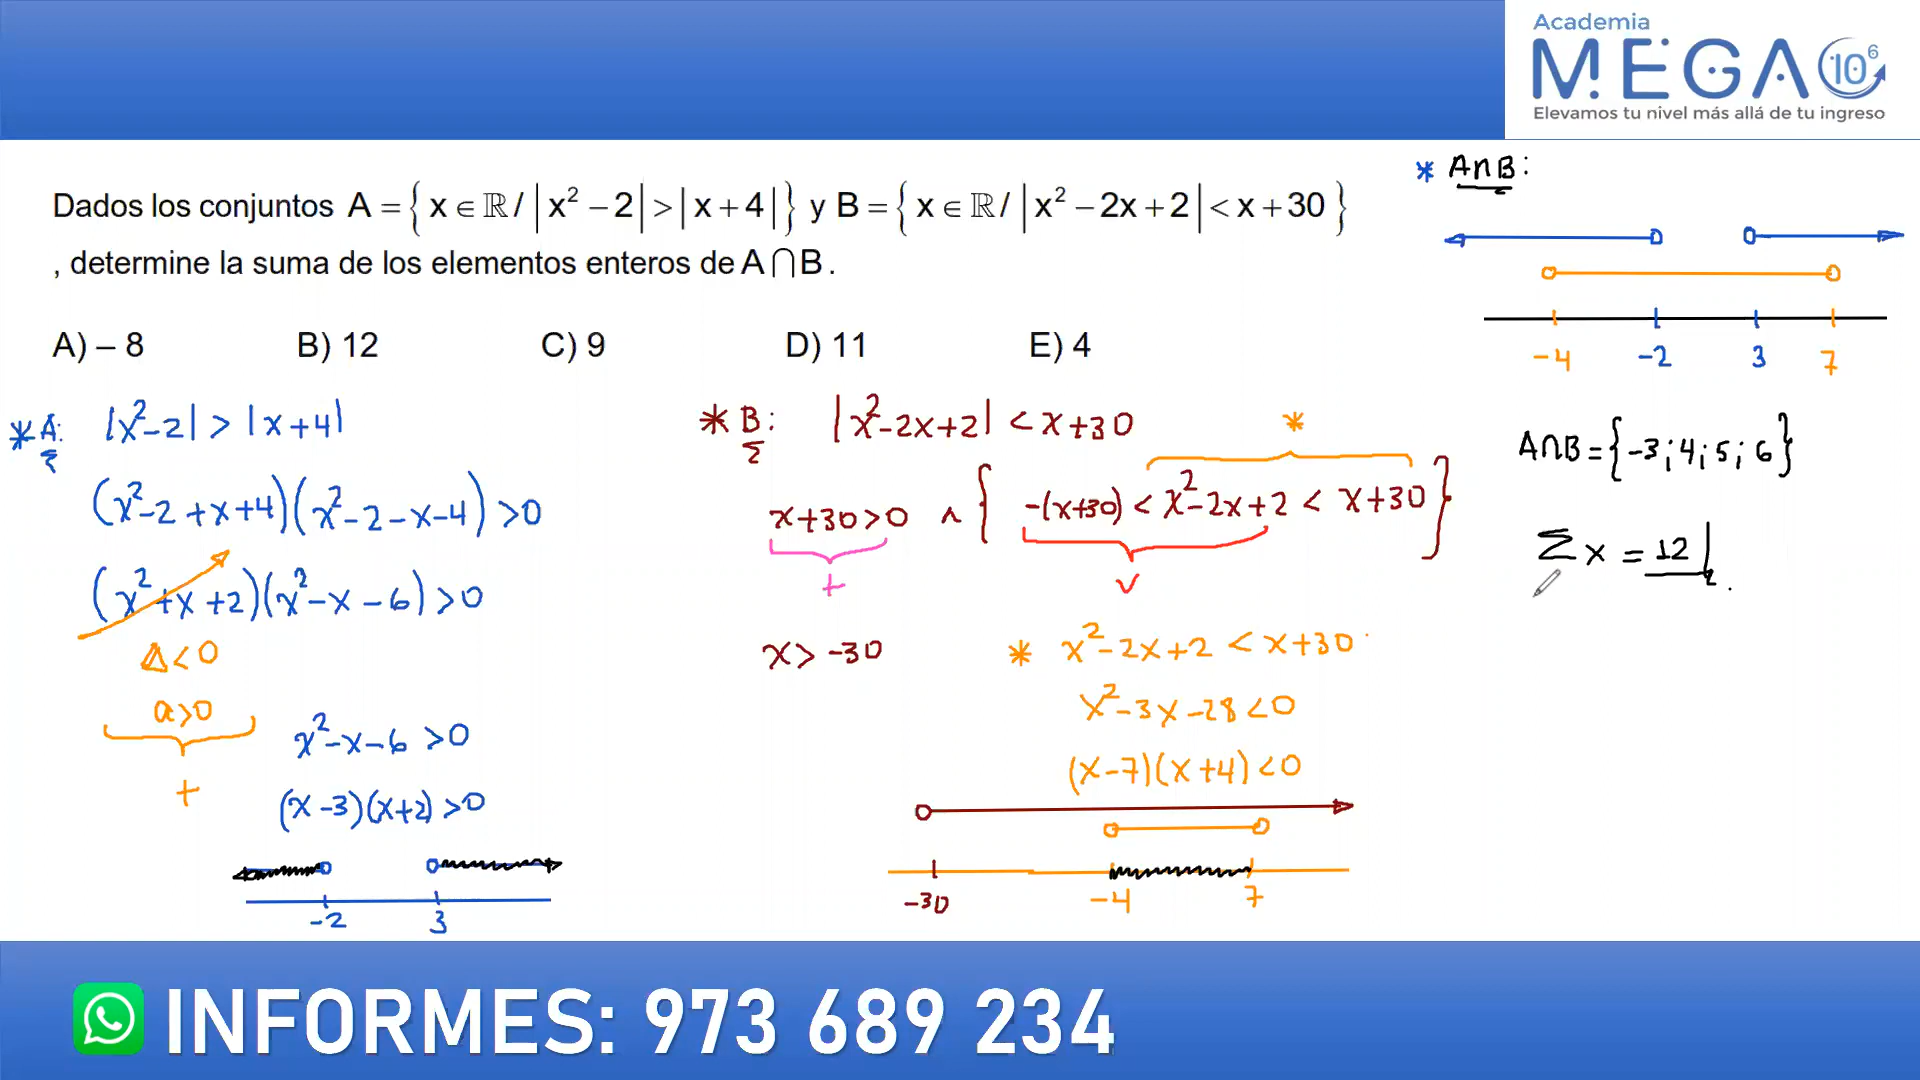 Academia
MEGA 10⁶
Elevamos tu nivel más allá de tu ingreso
Dados los conjuntos A = { x ∈ ℝ / | x² − 2 | > | x + 4 | } y B = { x ∈ ℝ / | x² − 2x + 2 | < x + 30 }
, determine la suma de los elementos enteros de A ∩ B .
A) – 8 B) 12 C) 9 D) 11 E) 4
* A: |x²-2| > |x+4|
(x²-2+x+4)(x²-2-x-4) >0
(x²+x+2)(x²-x-6) >0
Δ<0
a>0
+
x²-x-6 >0
(x-3)(x+2) >0
-2 3
* B: |x²-2x+2| < x+30
*
x+30>0 ∧ { -(x+30) < x²-2x+2 < x+30 }
+ V
x> -30
* x²-2x+2 < x+30
x²-3x-28<0
(x-7)(x+4)<0
-30 -4 7
* A∩B:
-4 -2 3 7
A∩B = {-3; 4; 5; 6}
Σx = 12
INFORMES: 973 689 234